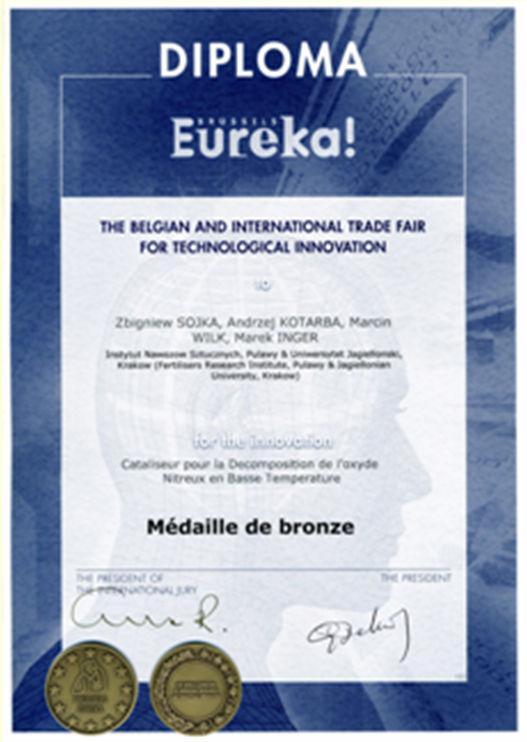 DIPLOMA
BRUSSELS
Eureka!
THE BELGIAN AND INTERNATIONAL TRADE FAIR
FOR TECHNOLOGICAL INNOVATION
to
Zbigniew SOJKA, Andrzej KOTARBA, Marcin
WILK, Marek INGER
Instytut Nawozow Sztucznych, Pulawy & Uniwersytet Jagiellonski,
Krakow (Fertilisers Research Institute, Pulawy & Jagiellonian
University, Krakow)
for the innovation
Cataliseur pour la Decomposition de l'oxyde
Nitreux en Basse Temperature
Médaille de bronze
THE PRESIDENT OF
THE INTERNATIONAL JURY
THE PRESIDENT